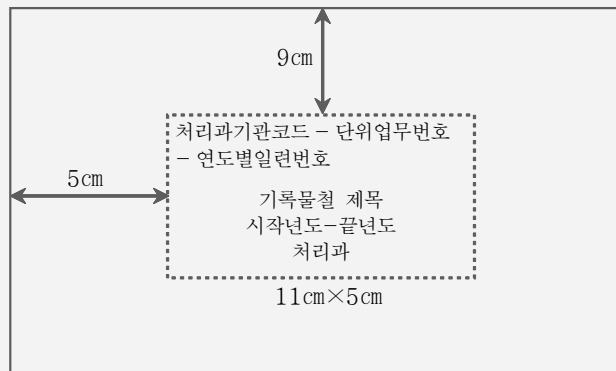 9cm
처리과기관코드 - 단위업무번호
- 연도별일련번호
5cm
기록물철 제목
시작년도-끝년도
처리과
11cm×5cm